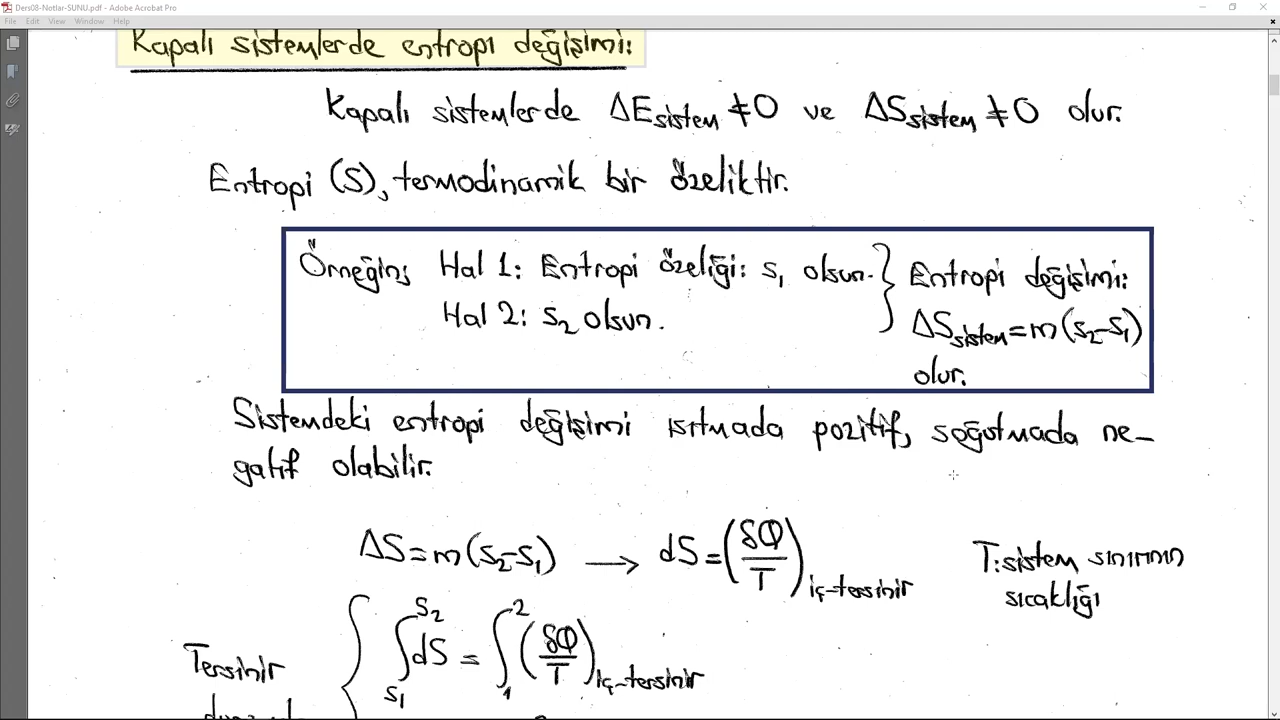 Ders08-Notlar-SUNU.pdf - Adobe Acrobat Pro
File Edit View Window Help
Kapalı sistemlerde entropi değişimi:
Kapalı sistemlerde ΔEsistem ≠ 0 ve ΔSsistem ≠ 0 olur.
Entropi (S), termodinamik bir özeliktir.
Örneğin; Hal 1: Entropi özeliği: s₁ olsun. } Entropi değişimi:
Hal 2: s₂ olsun.
ΔSsistem = m(s₂-s₁)
olur.
Sistemdeki entropi değişimi ısıtmada pozitif, soğutmada ne-
gatif olabilir.
ΔS = m(s₂-s₁) → dS = (δQ/T)iç-tersinir
T: sistem sınırının
sıcaklığı
Tersinir { ∫S₁^S₂ dS = ∫₁² (δQ/T)iç-tersinir